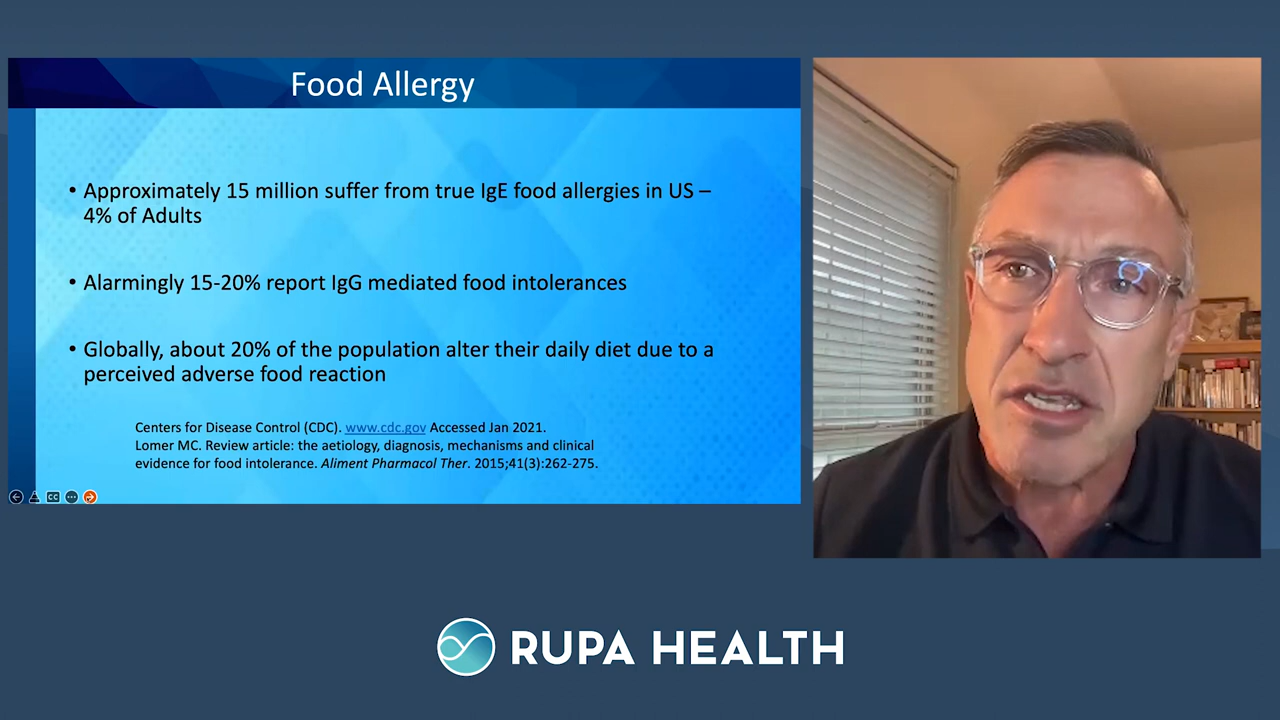 Food Allergy
• Approximately 15 million suffer from true IgE food allergies in US –
4% of Adults
• Alarmingly 15-20% report IgG mediated food intolerances
• Globally, about 20% of the population alter their daily diet due to a
perceived adverse food reaction
Centers for Disease Control (CDC). www.cdc.gov Accessed Jan 2021.
Lomer MC. Review article: the aetiology, diagnosis, mechanisms and clinical
evidence for food intolerance. Aliment Pharmacol Ther. 2015;41(3):262-275.
CC
RUPA HEALTH